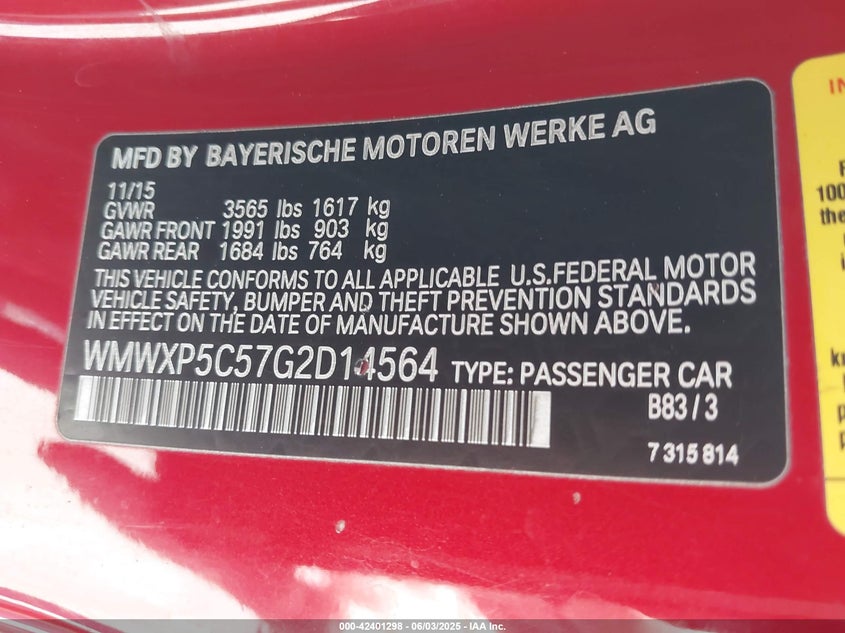 MFD BY BAYERISCHE MOTOREN WERKE AG
11/15
GVWR 3565 lbs 1617 kg
GAWR FRONT 1991 lbs 903 kg
GAWR REAR 1684 lbs 764 kg
THIS VEHICLE CONFORMS TO ALL APPLICABLE U.S.FEDERAL MOTOR
VEHICLE SAFETY, BUMPER AND THEFT PREVENTION STANDARDS
IN EFFECT ON THE DATE OF MANUFACTURE SHOWN ABOVE.
WMWXP5C57G2D14564 TYPE: PASSENGER CAR
B83/3
7 315 814
100
the
000-42401298 - 06/03/2025 - IAA Inc.